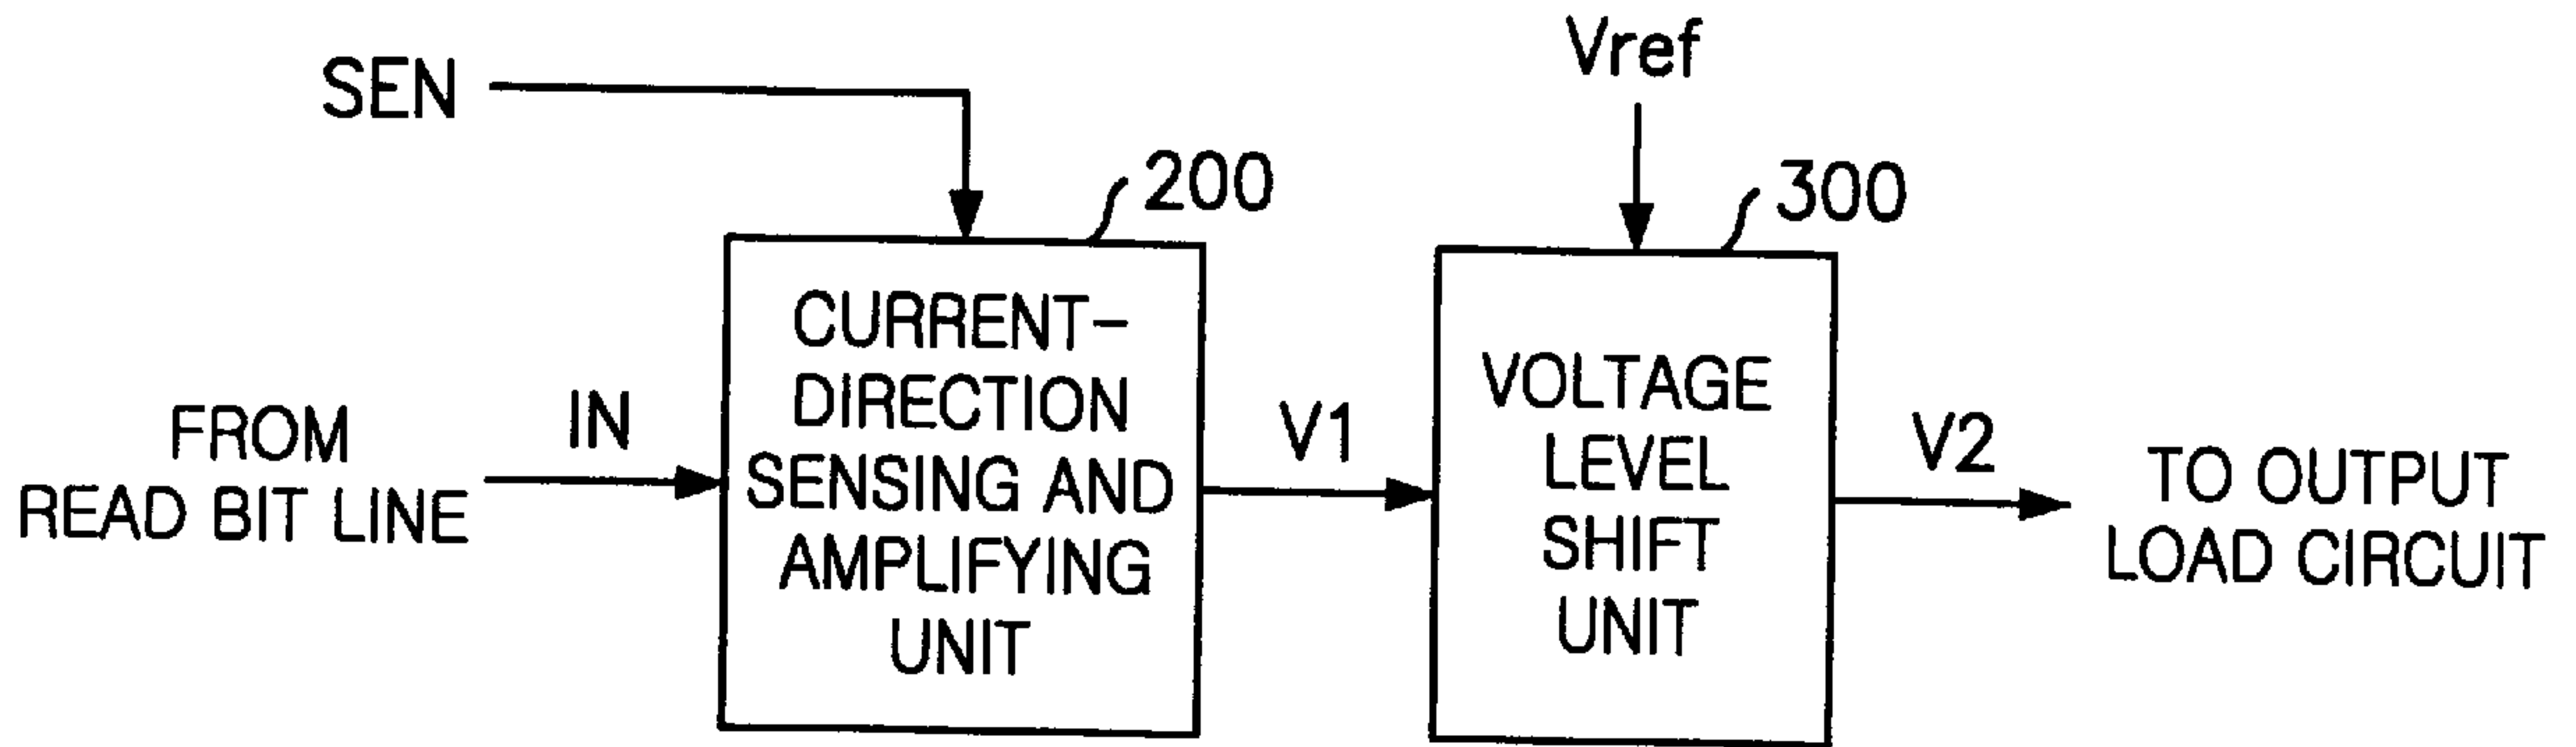 SEN
Vref
200
300
FROM
READ BIT LINE
IN
CURRENT-
DIRECTION
SENSING AND
AMPLIFYING
UNIT
V1
VOLTAGE
LEVEL
SHIFT
UNIT
V2
TO OUTPUT
LOAD CIRCUIT